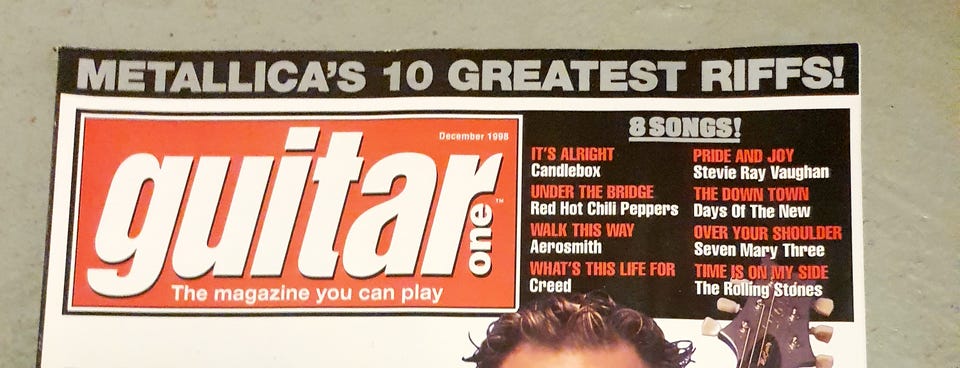 METALLICA'S 10 GREATEST RIFFS!
December 1998
guitar one™
The magazine you can play
8 SONGS!
IT'S ALRIGHT
Candlebox
UNDER THE BRIDGE
Red Hot Chili Peppers
WALK THIS WAY
Aerosmith
WHAT'S THIS LIFE FOR
Creed
PRIDE AND JOY
Stevie Ray Vaughan
THE DOWN TOWN
Days Of The New
OVER YOUR SHOULDER
Seven Mary Three
TIME IS ON MY SIDE
The Rolling Stones